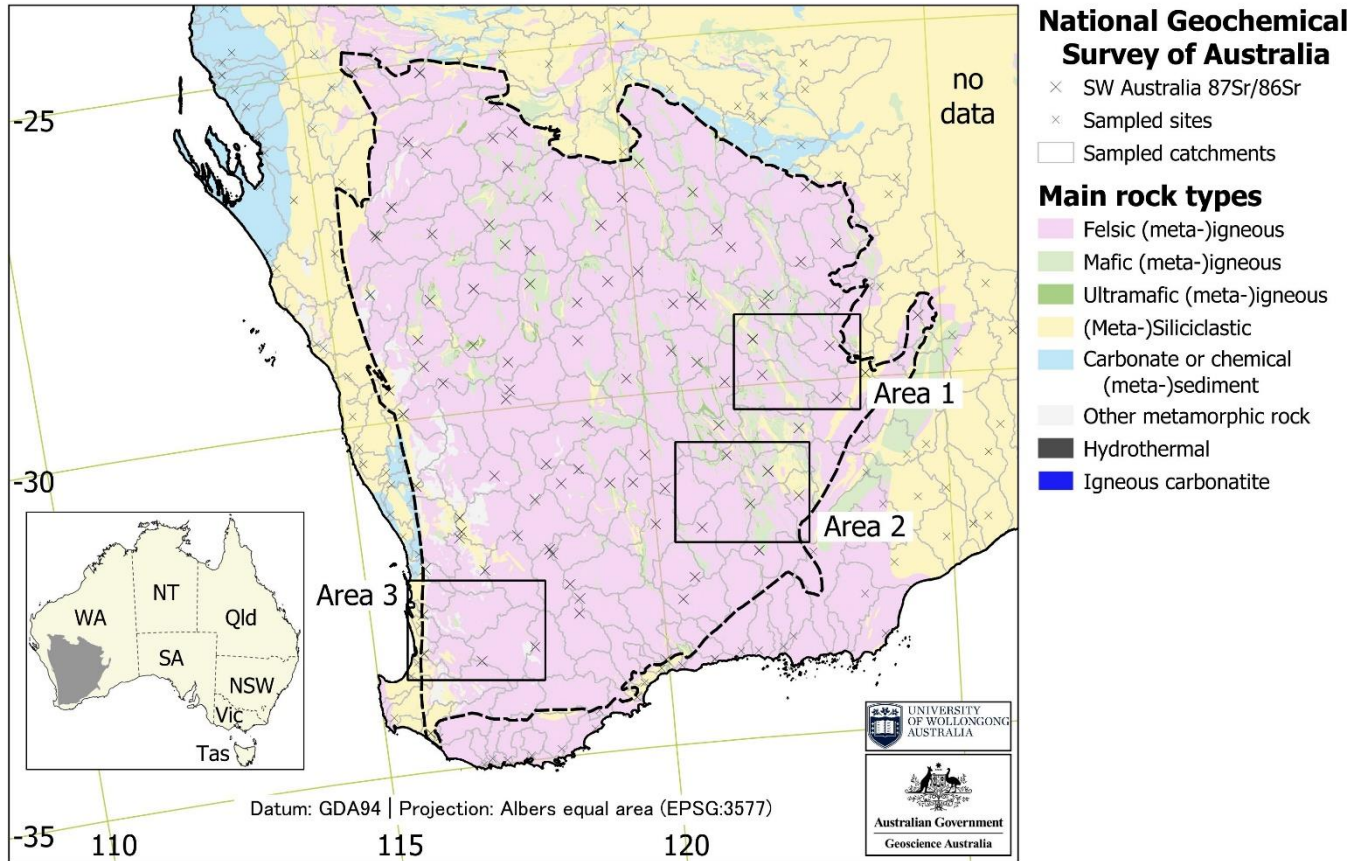 -25
-30
-35
110
115
120
no
data
Area 1
Area 2
Area 3
WA
NT
Qld
SA
NSW
Vic
Tas
Datum: GDA94 | Projection: Albers equal area (EPSG:3577)
UNIVERSITY
OF WOLLONGONG
AUSTRALIA
Australian Government
Geoscience Australia
National Geochemical
Survey of Australia
SW Australia 87Sr/86Sr
Sampled sites
Sampled catchments
Main rock types
Felsic (meta-)igneous
Mafic (meta-)igneous
Ultramafic (meta-)igneous
(Meta-)Siliciclastic
Carbonate or chemical
(meta-)sediment
Other metamorphic rock
Hydrothermal
Igneous carbonatite